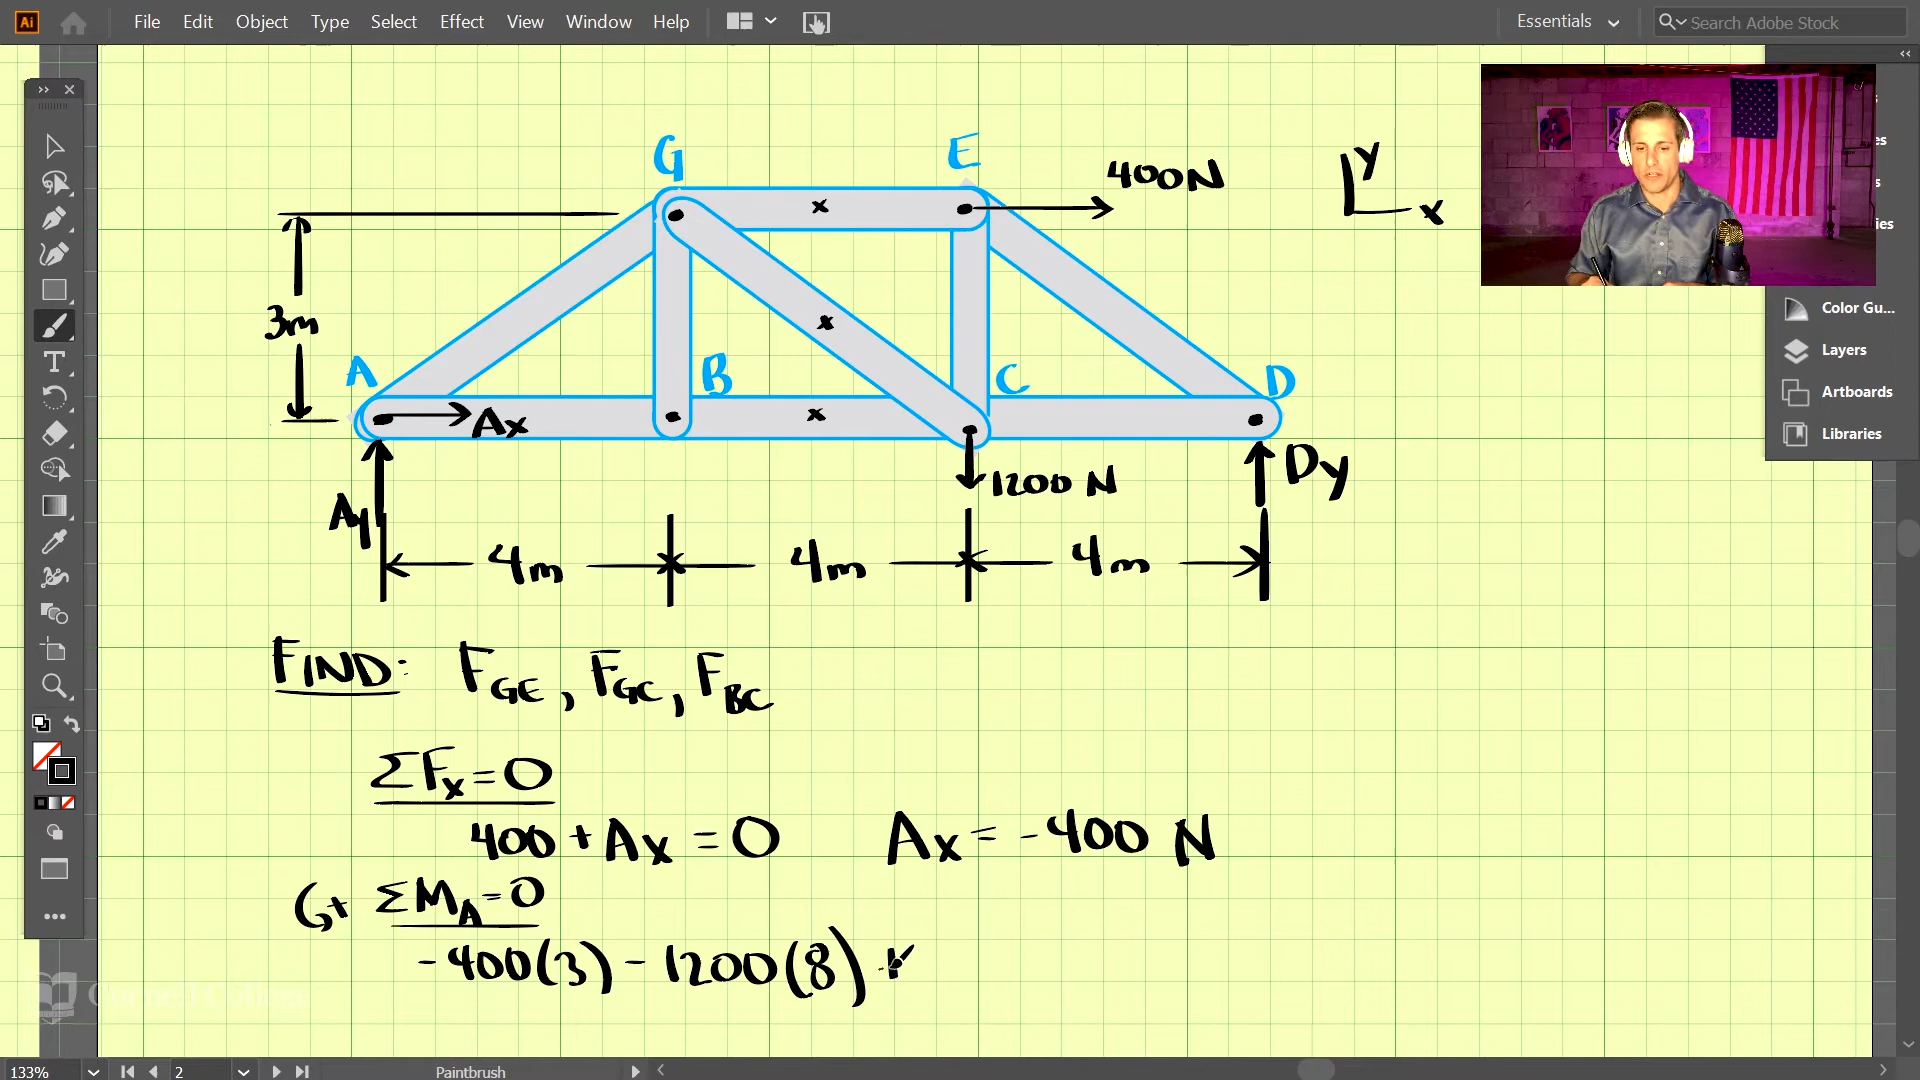 File Edit Object Type Select Effect View Window Help
Essentials
Search Adobe Stock
G
E
400N
y
x
x
3m
x
A
B
C
D
x
Ax
Ay
1200 N
Dy
4m
4m
4m
Color Gu...
Layers
Artboards
Libraries
FIND: FGE, FGC, FBC
ΣFx=0
400 + Ax = 0
Ax = -400 N
+ ΣMA=0
-400(3) - 1200(8)
133%
2
Paintbrush